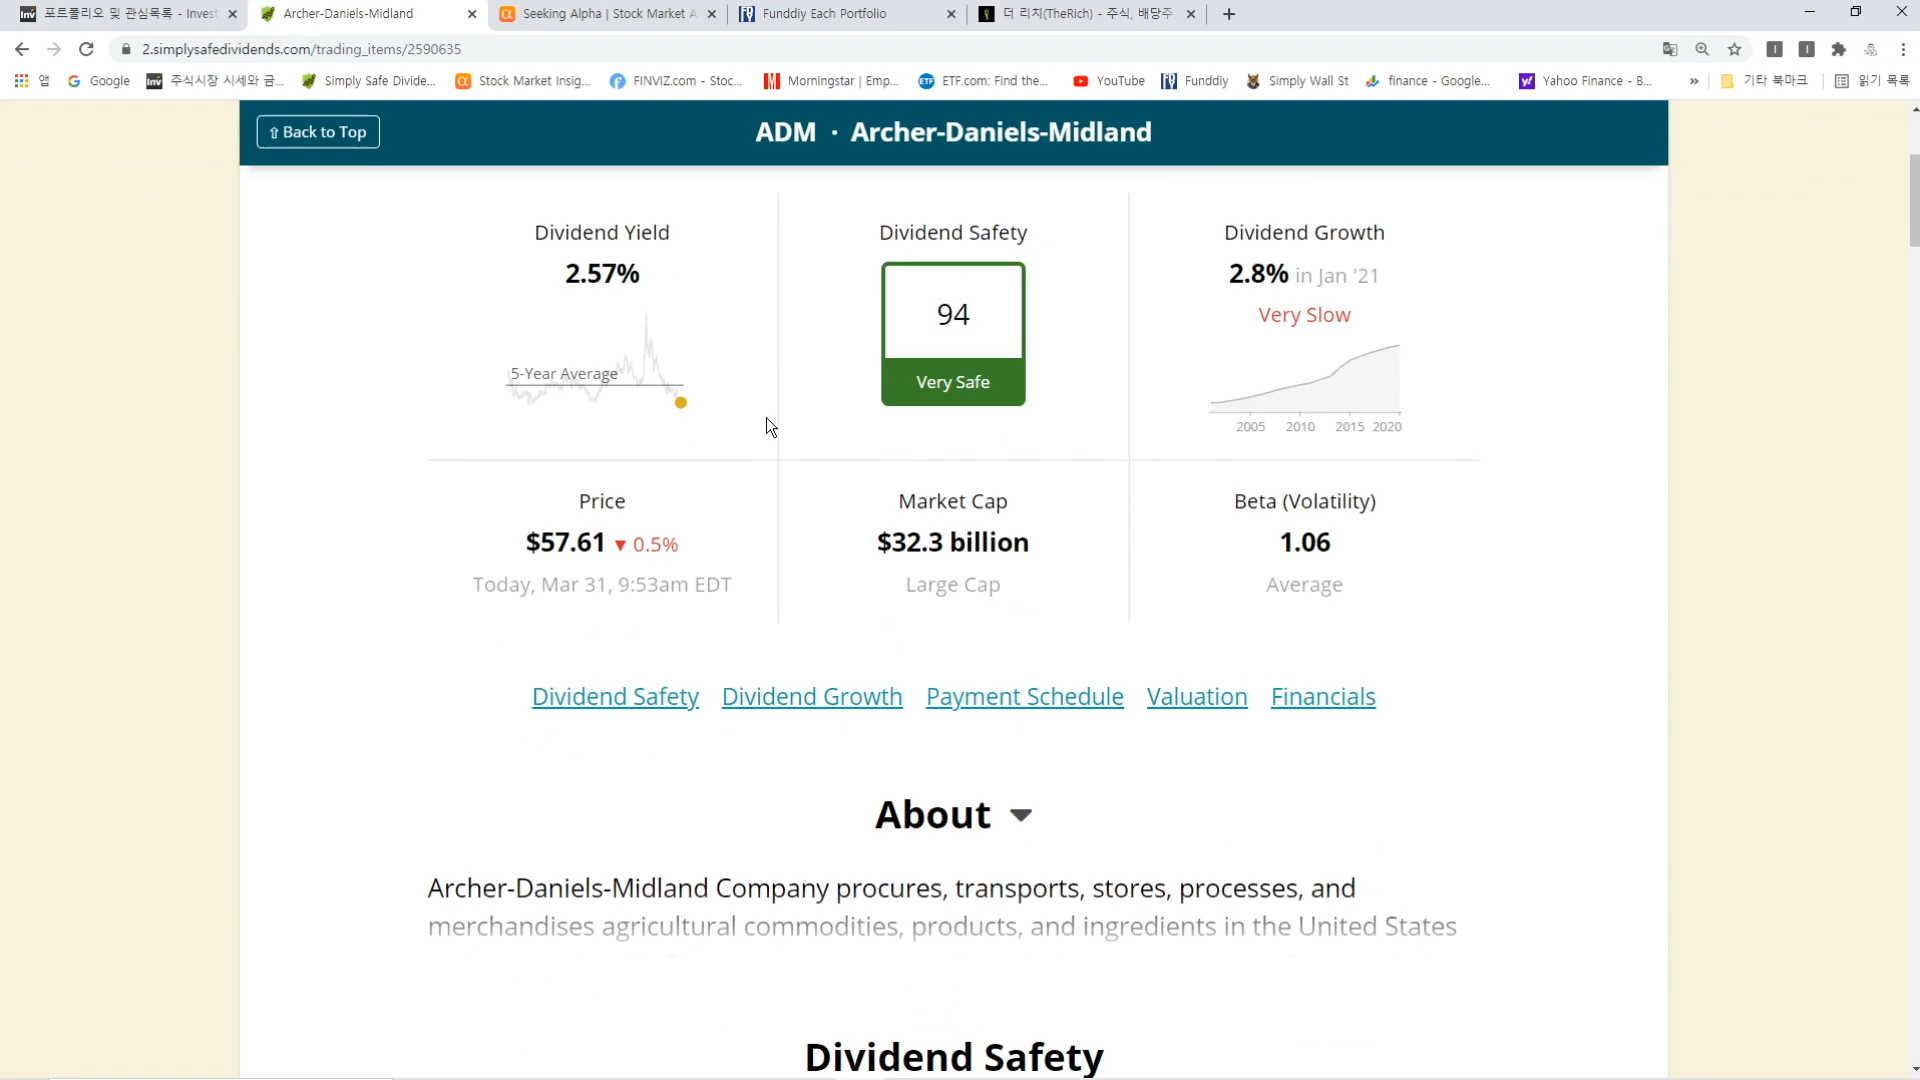 포트폴리오 및 관심목록 - Invest
Archer-Daniels-Midland
Seeking Alpha | Stock Market A
Funddiy Each Portfolio
더 리치(TheRich) - 주식, 배당주
2.simplysafedividends.com/trading_items/2590635
앱
Google
주식시장 시세와 금...
Simply Safe Divide...
Stock Market Insig...
FINVIZ.com - Stoc...
Morningstar | Emp...
ETF.com: Find the...
YouTube
Funddiy
Simply Wall St
finance - Google...
Yahoo Finance - B...
»
기타 북마크
읽기 목록
⇧ Back to Top
ADM · Archer-Daniels-Midland
Dividend Yield
2.57%
5-Year Average
Dividend Safety
94
Very Safe
Dividend Growth
2.8% in Jan '21
Very Slow
2005 2010 2015 2020
Price
$57.61 ▼ 0.5%
Today, Mar 31, 9:53am EDT
Market Cap
$32.3 billion
Large Cap
Beta (Volatility)
1.06
Average
Dividend Safety Dividend Growth Payment Schedule Valuation Financials
About ▼
Archer-Daniels-Midland Company procures, transports, stores, processes, and
merchandises agricultural commodities, products, and ingredients in the United States
Dividend Safety